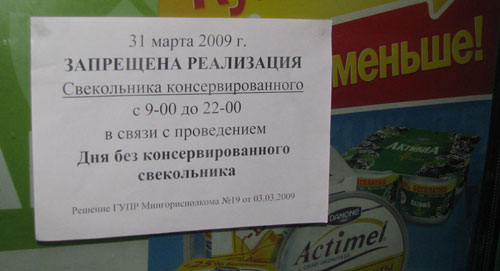 31 марта 2009 г.
ЗАПРЕЩЕНА РЕАЛИЗАЦИЯ
Свекольника консервированного
с 9-00 до 22-00
в связи с проведением
Дня без консервированного
свекольника
Решение ГУПР Мингорисполкома №19 от 03.03.2009
меньше!
АКТИВИА
DANONE
Actimel